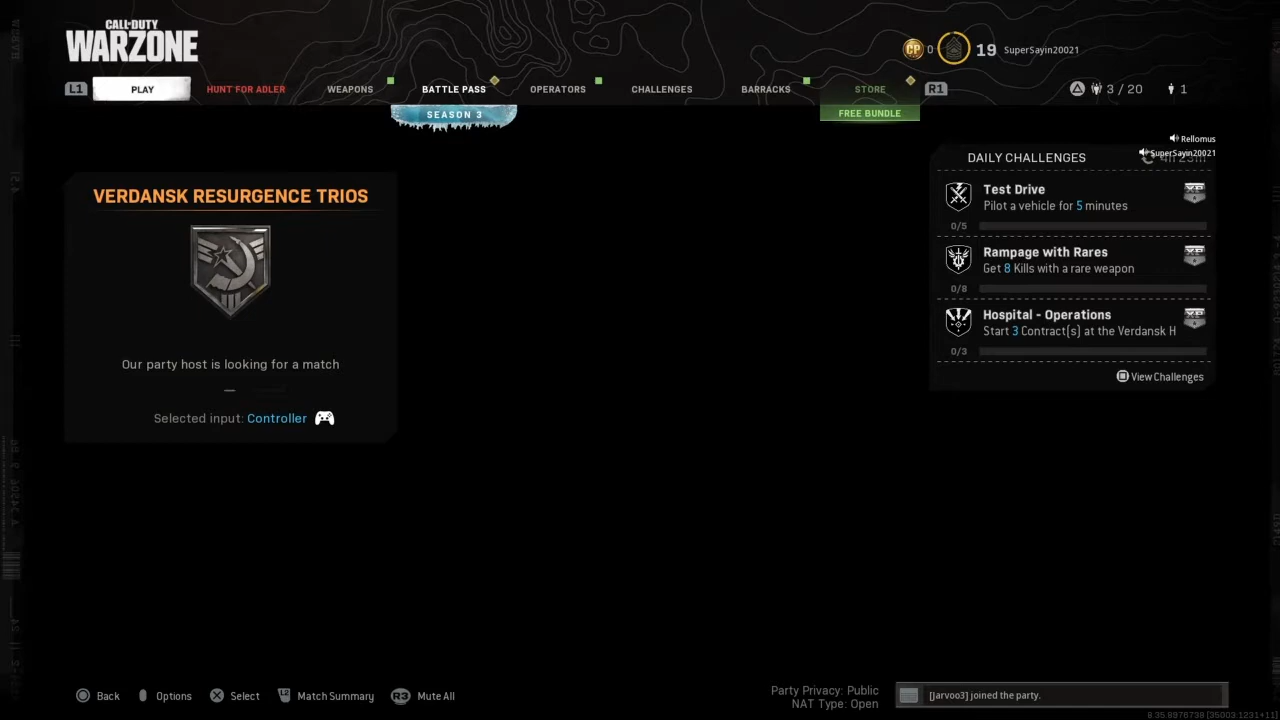 CALL OF DUTY
WARZONE
CP 0 19 SuperSayin20021
L1 PLAY HUNT FOR ADLER WEAPONS BATTLE PASS OPERATORS CHALLENGES BARRACKS STORE R1 3 / 20 1
SEASON 3
FREE BUNDLE
Rellomus
SuperSayin20021
DAILY CHALLENGES
VERDANSK RESURGENCE TRIOS
Test Drive
Pilot a vehicle for 5 minutes
0/5
Rampage with Rares
Get 8 Kills with a rare weapon
0/8
Hospital - Operations
Start 3 Contract(s) at the Verdansk H
0/3
View Challenges
Our party host is looking for a match
Selected input: Controller
Back Options Select L2 Match Summary R3 Mute All
Party Privacy: Public
NAT Type: Open
[Jarvoo3] joined the party.